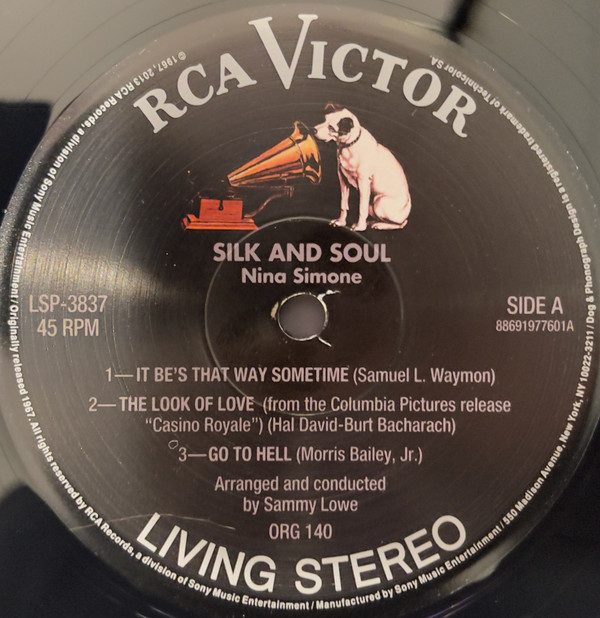 RCA VICTOR
SILK AND SOUL
Nina Simone
LSP-3837
45 RPM
SIDE A
88691977601A
1—IT BE'S THAT WAY SOMETIME (Samuel L. Waymon)
2—THE LOOK OF LOVE (from the Columbia Pictures release
"Casino Royale") (Hal David-Burt Bacharach)
3—GO TO HELL (Morris Bailey, Jr.)
Arranged and conducted
by Sammy Lowe
ORG 140
LIVING STEREO
© 1967, 2013 RCA Records, a division of Sony Music Entertainment / Originally released 1967. All rights reserved by RCA Records, a division of Sony Music Entertainment / Manufactured by Sony Music Entertainment / 550 Madison Avenue, New York, NY 10022-3211 / Dog & Phonograph Design is a registered trademark of Technicolor SA.